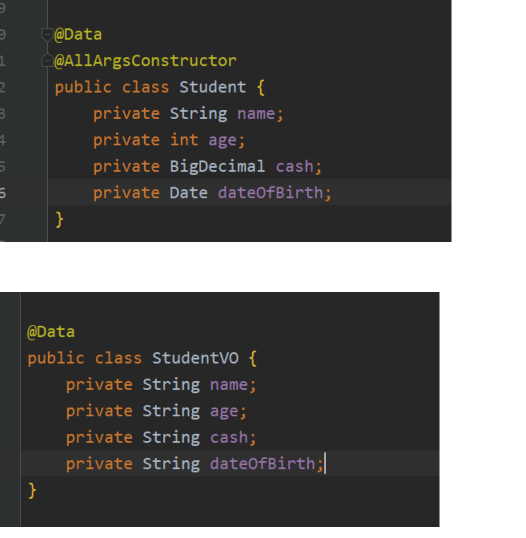 9
@Data
@AllArgsConstructor
public class Student {
private String name;
private int age;
private BigDecimal cash;
private Date dateOfBirth;
}
@Data
public class StudentVO {
private String name;
private String age;
private String cash;
private String dateOfBirth;
}